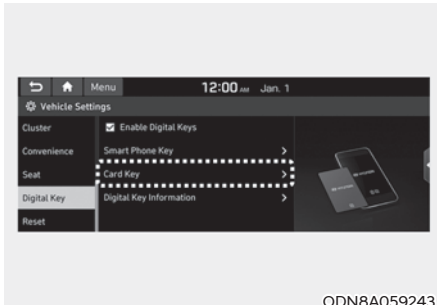 Menu 12:00 AM Jan. 1
Vehicle Settings
Cluster
Enable Digital Keys
Convenience
Smart Phone Key
Seat
Card Key
Digital Key
Digital Key Information
Reset
ODN8A059243